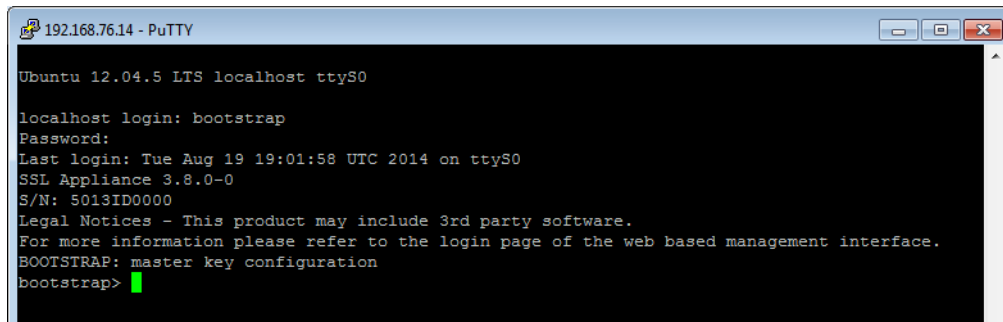 192.168.76.14 - PuTTY
Ubuntu 12.04.5 LTS localhost ttyS0
localhost login: bootstrap
Password:
Last login: Tue Aug 19 19:01:58 UTC 2014 on ttyS0
SSL Appliance 3.8.0-0
S/N: 5013ID0000
Legal Notices - This product may include 3rd party software.
For more information please refer to the login page of the web based management interface.
BOOTSTRAP: master key configuration
bootstrap>